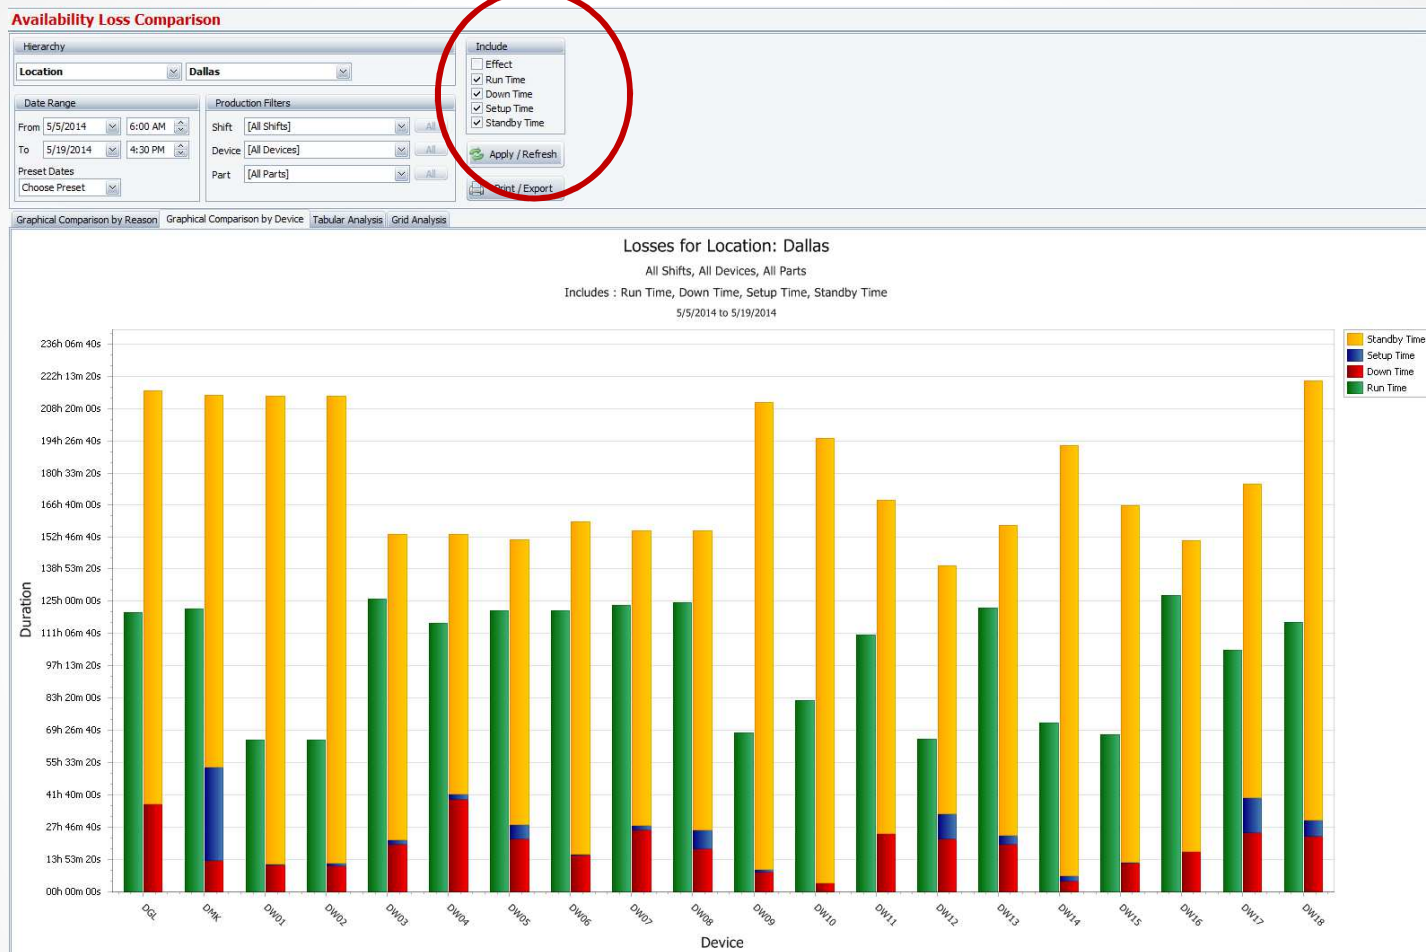 Availability Loss Comparison
Hierarchy
Location Dallas
Include
Effect
Run Time
Down Time
Setup Time
Standby Time
Date Range
From 5/5/2014 6:00 AM
To 5/19/2014 4:30 PM
Preset Dates
Choose Preset
Production Filters
Shift [All Shifts] All
Device [All Devices] All
Part [All Parts] All
Apply / Refresh
Print / Export
Graphical Comparison by Reason Graphical Comparison by Device Tabular Analysis Grid Analysis
Losses for Location: Dallas
All Shifts, All Devices, All Parts
Includes : Run Time, Down Time, Setup Time, Standby Time
5/5/2014 to 5/19/2014
Standby Time
Setup Time
Down Time
Run Time
236h 06m 40s
222h 13m 20s
208h 20m 00s
194h 26m 40s
180h 33m 20s
166h 40m 00s
152h 46m 40s
138h 53m 20s
125h 00m 00s
111h 06m 40s
97h 13m 20s
83h 20m 00s
69h 26m 40s
55h 33m 20s
41h 40m 00s
27h 46m 40s
13h 53m 20s
00h 00m 00s
Duration
DGL DMK DW01 DW02 DW03 DW04 DW05 DW06 DW07 DW08 DW09 DW10 DW11 DW12 DW13 DW14 DW15 DW16 DW17 DW18
Device